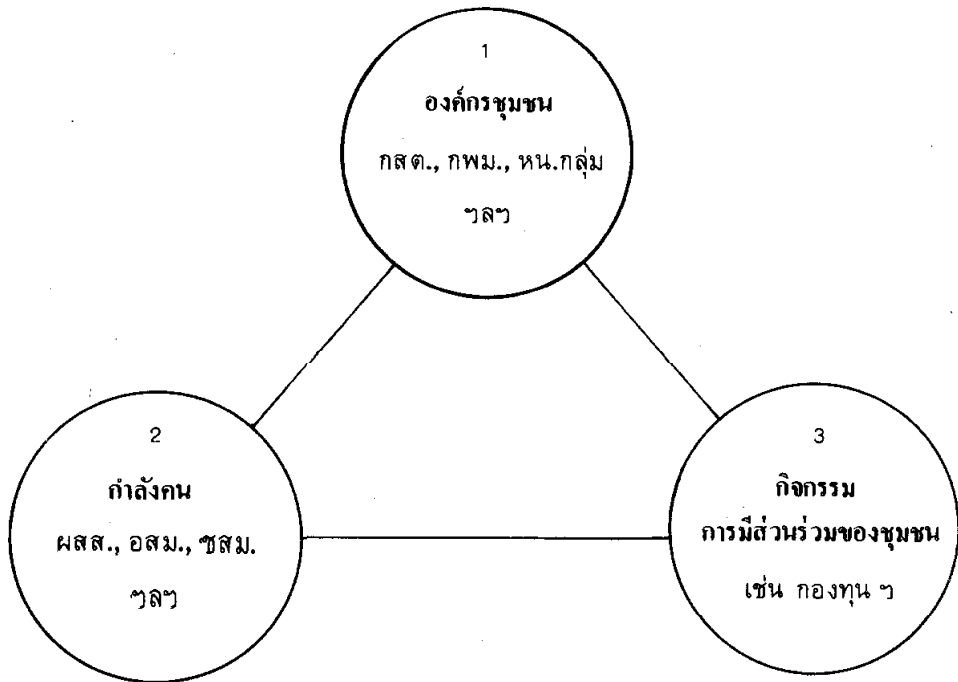 1
องค์กรชุมชน
กสต., กพม., หน.กลุ่ม
ฯลฯ
2
กำลังคน
ผสส., อสม., ชสม.
ฯลฯ
3
กิจกรรม
การมีส่วนร่วมของชุมชน
เช่น กองทุน ฯ